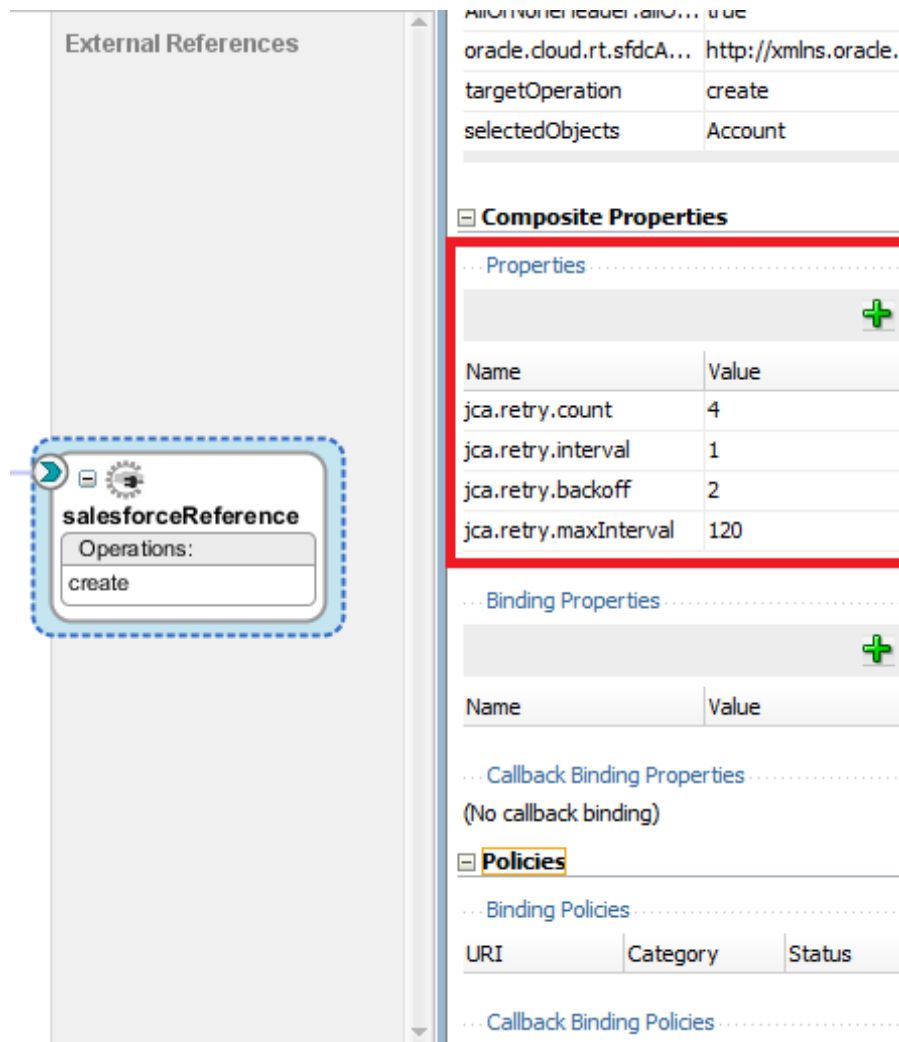 External References
true
oracle.cloud.rt.sfdcA... http://xmlns.oracle.
targetOperation create
selectedObjects Account
Composite Properties
Properties
Name Value
jca.retry.count 4
jca.retry.interval 1
jca.retry.backoff 2
jca.retry.maxInterval 120
salesforceReference
Operations:
create
Binding Properties
Name Value
Callback Binding Properties
(No callback binding)
Policies
Binding Policies
URI Category Status
Callback Binding Policies